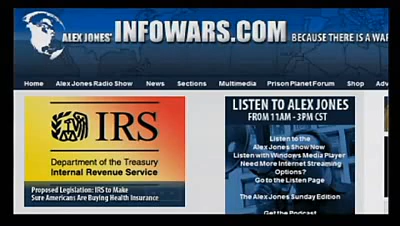 ALEX JONES' INFOWARS.COM BECAUSE THERE IS A WAR
Home Alex Jones Radio Show News Sections Multimedia Prison Planet Forum Shop
IRS
Department of the Treasury
Internal Revenue Service
Proposed Legislation: IRS to Make
Sure Americans Are Buying Health Insurance
LISTEN TO ALEX JONES
FROM 11AM - 3PM CST
Listen to the
Alex Jones Show Now
Listen with Windows Media Player
Need More Internet Streaming
Options?
Go to the Listen Page
The Alex Jones Sunday Edition
Get the Podcast